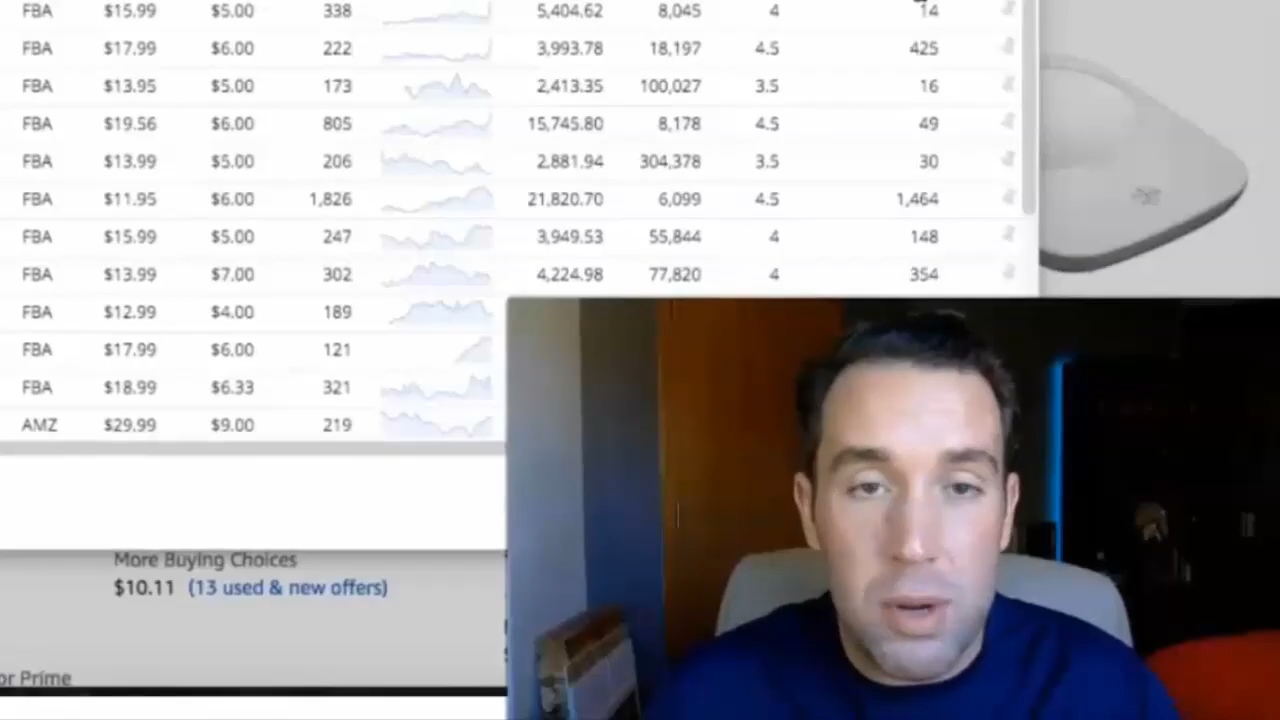 FBA $15.99 $5.00 338 5,404.62 8,045 4 14
FBA $17.99 $6.00 222 3,993.78 18,197 4.5 425
FBA $13.95 $5.00 173 2,413.35 100,027 3.5 16
FBA $19.56 $6.00 805 15,745.80 8,178 4.5 49
FBA $13.99 $5.00 206 2,881.94 304,378 3.5 30
FBA $11.95 $6.00 1,826 21,820.70 6,099 4.5 1,464
FBA $15.99 $5.00 247 3,949.53 55,844 4 148
FBA $13.99 $7.00 302 4,224.98 77,820 4 354
FBA $12.99 $4.00 189
FBA $17.99 $6.00 121
FBA $18.99 $6.33 321
AMZ $29.99 $9.00 219
More Buying Choices
$10.11 (13 used & new offers)
or Prime